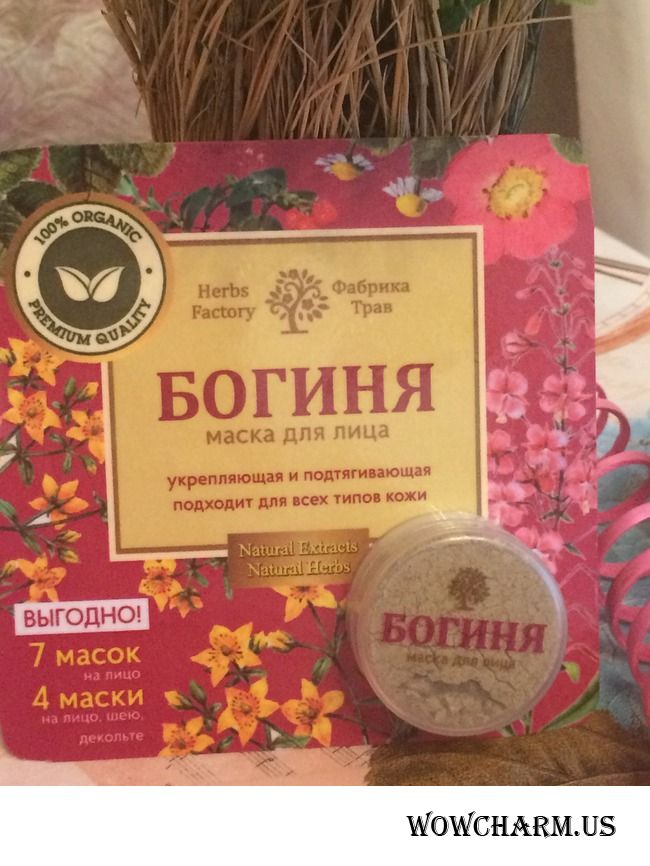 100% ORGANIC
PREMIUM QUALITY
Herbs
Factory
Фабрика
Трав
БОГИНЯ
маска для лица
укрепляющая и подтягивающая
подходит для всех типов кожи
Natural Extracts
Natural Herbs
ВЫГОДНО!
7 масок
на лицо
4 маски
на лицо, шею,
декольте
БОГИНЯ
маска для лица
WOWCHARM.US